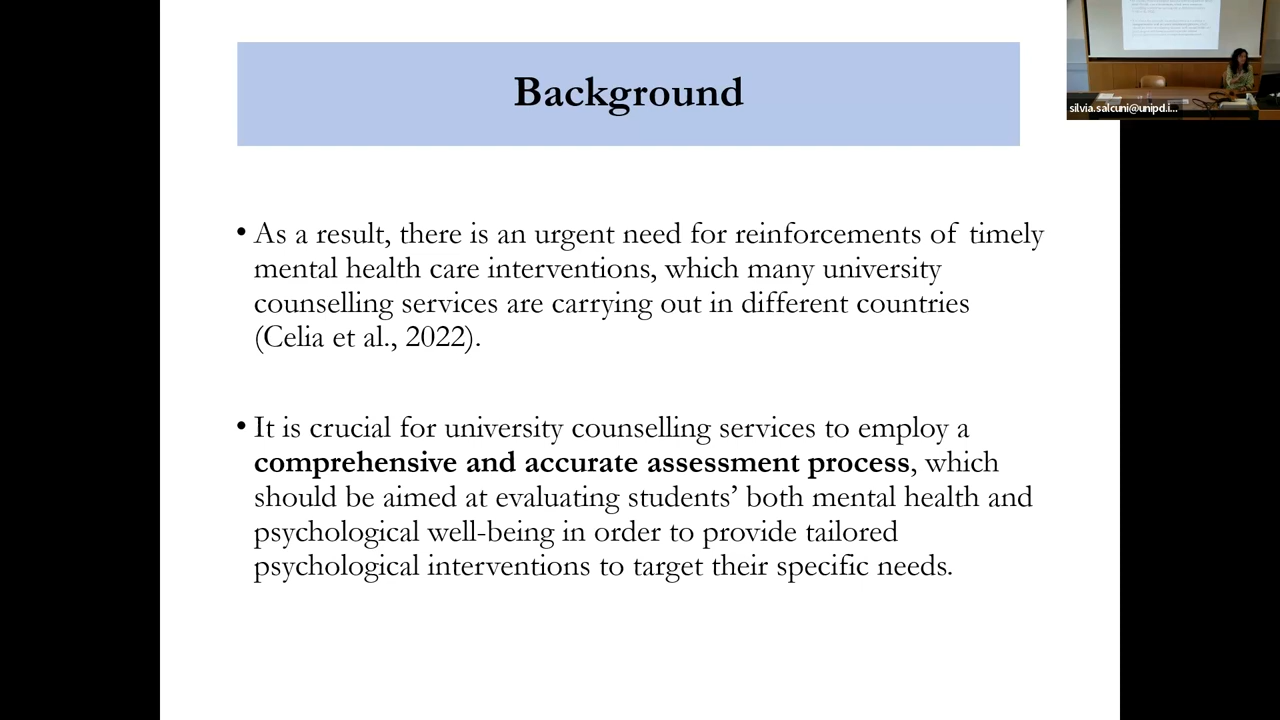 Background
silvia.salcuni@unipd.i...
• As a result, there is an urgent need for reinforcements of timely
mental health care interventions, which many university
counselling services are carrying out in different countries
(Celia et al., 2022).
• It is crucial for university counselling services to employ a
comprehensive and accurate assessment process, which
should be aimed at evaluating students’ both mental health and
psychological well-being in order to provide tailored
psychological interventions to target their specific needs.